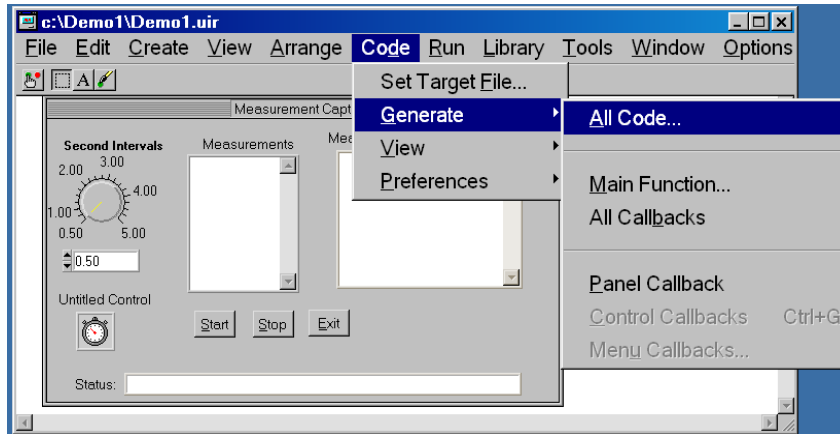 c:\Demo1\Demo1.uir
File Edit Create View Arrange Code Run Library Tools Window Options
A
Set Target File...
Generate
View
Preferences
All Code...
Main Function...
All Callbacks
Panel Callback
Control Callbacks Ctrl+G
Menu Callbacks...
Measurement Capt
Second Intervals
Measurements
Mea
3.00
2.00
4.00
1.00
0.50 5.00
0.50
Untitled Control
Start Stop Exit
Status: